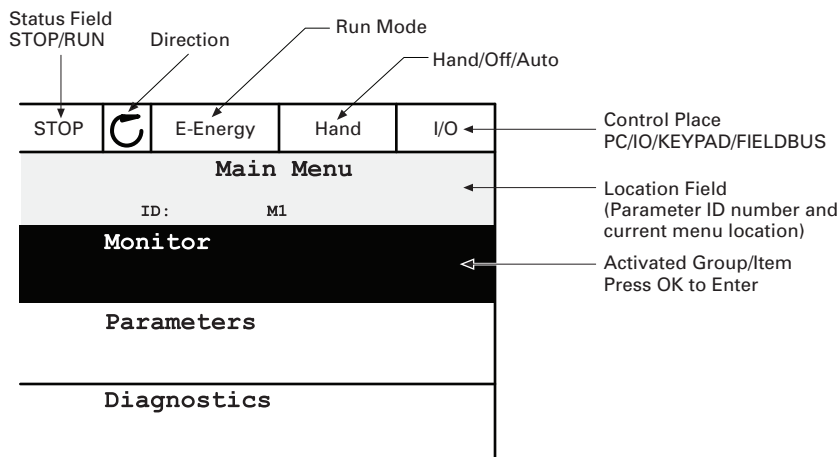 Status Field
STOP/RUN
Direction
Run Mode
Hand/Off/Auto
STOP
E-Energy
Hand
I/O
Control Place
PC/IO/KEYPAD/FIELDBUS
Main Menu
ID: M1
Location Field
(Parameter ID number and
current menu location)
Monitor
Activated Group/Item
Press OK to Enter
Parameters
Diagnostics